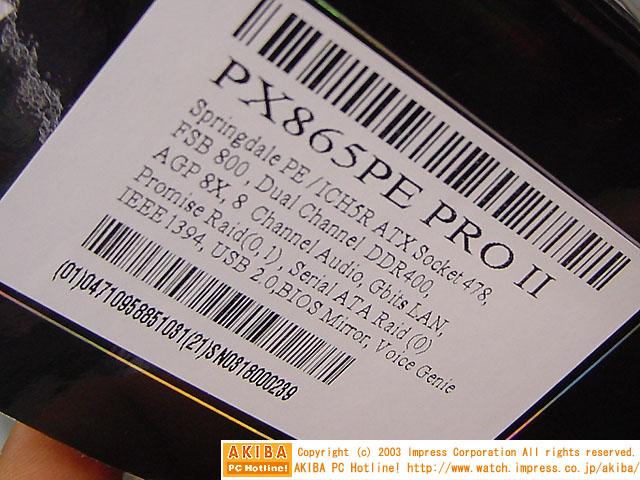 PX865PE PRO II
Springdale PE /ICH5R ATX Socket 478,
FSB 800 , Dual Channel DDR400,
AGP 8X, 8 Channel Audio, Gbits LAN,
Promise Raid(0,1), Serial ATA Raid (0)
IEEE 1394, USB 2.0,BIOS Mirror, Voice Genie
(01)04710956851031(21)SN0318000239
AKIBA
PC Hotline!
Copyright (c) 2003 Impress Corporation All rights reserved.
AKIBA PC Hotline! http://www.watch.impress.co.jp/akiba/